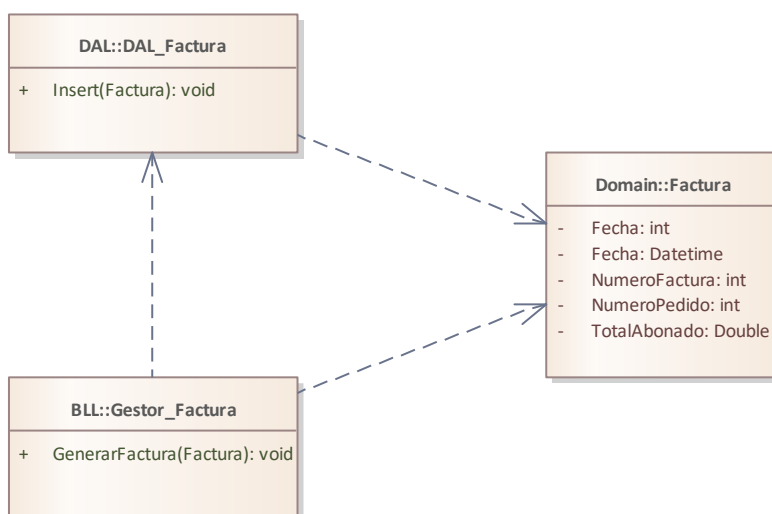 DAL::DAL_Factura
+ Insert(Factura): void
Domain::Factura
- Fecha: int
- Fecha: Datetime
- NumeroFactura: int
- NumeroPedido: int
- TotalAbonado: Double
BLL::Gestor_Factura
+ GenerarFactura(Factura): void